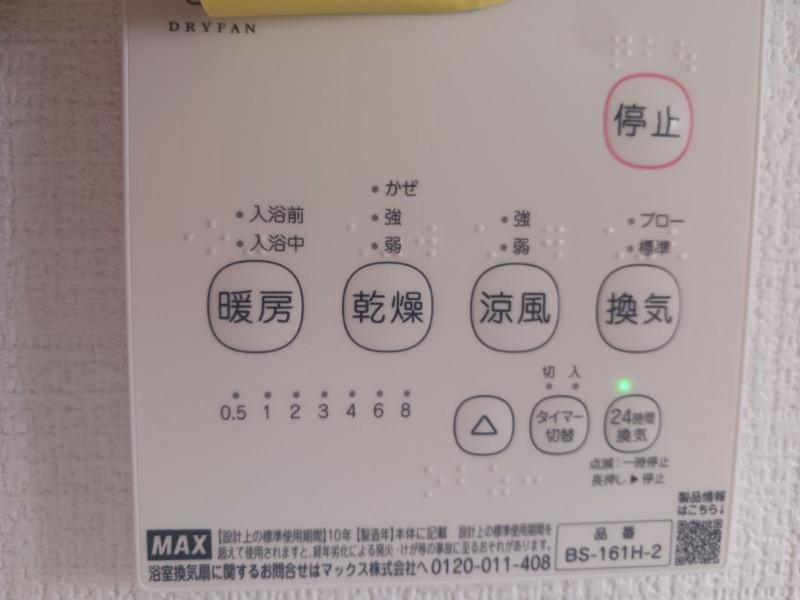 DRYFAN
停止
かぜ
入浴前
強
強
ブロー
入浴中
弱
弱
標準
暖房
乾燥
涼風
換気
切 入
0.5 1 2 3 4 6 8
△
タイマー
切替
24時間
換気
点滅:一時停止
長押し▶停止
製品情報
はこちら↓
MAX
【設計上の標準使用期間】10年【製造年】本体に記載 設計上の標準使用期間を
超えて使用されますと、経年劣化による発火・けが等の事故に至るおそれがあります。
浴室換気扇に関するお問合せはマックス株式会社へ 0120-011-408
品番
BS-161H-2